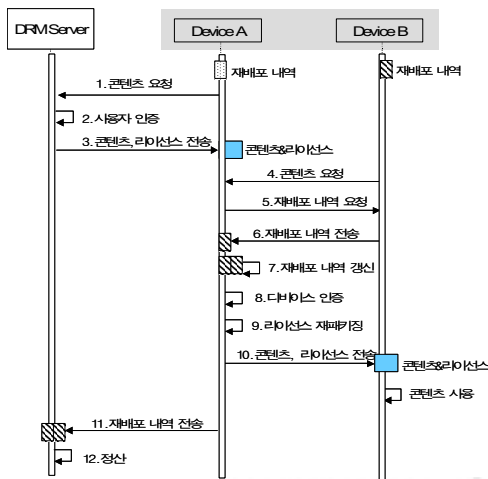 DRM Server
Device A
Device B
재배포 내역
재배포 내역
1.콘텐츠 요청
2.사용자 인증
3.콘텐츠,라이선스 전송
콘텐츠&라이선스
4.콘텐츠 요청
5.재배포 내역 요청
6.재배포 내역 전송
7.재배포 내역 갱신
8.디바이스 인증
9.라이선스 재패키징
10.콘텐츠, 라이선스 전송
콘텐츠&라이선스
콘텐츠 사용
11.재배포 내역 전송
12.정산